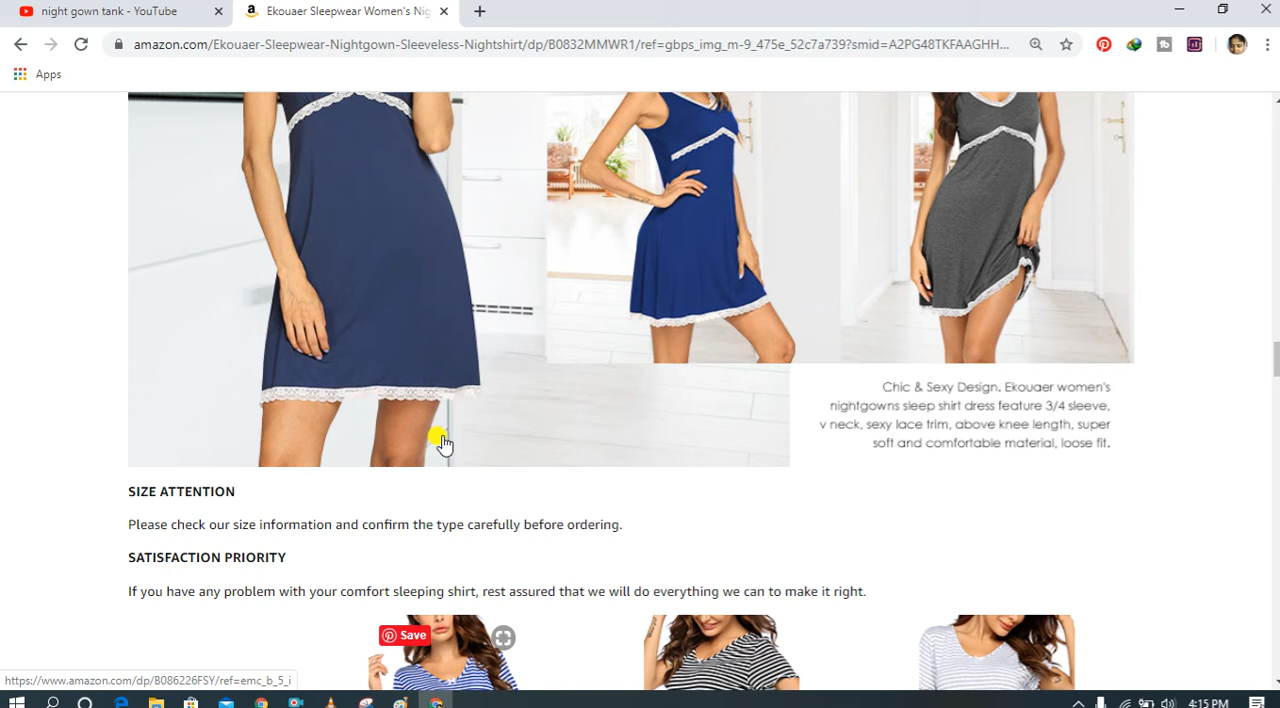 night gown tank - YouTube
Ekouaer Sleepwear Women's Nig
amazon.com/Ekouaer-Sleepwear-Nightgown-Sleeveless-Nightshirt/dp/B0832MMWR1/ref=gbps_img_m-9_475e_52c7a739?smid=A2PG48TKFAAGHH...
Apps
Chic & Sexy Design. Ekouaer women's
nightgowns sleep shirt dress feature 3/4 sleeve,
v neck, sexy lace trim, above knee length, super
soft and comfortable material, loose fit.
SIZE ATTENTION
Please check our size information and confirm the type carefully before ordering.
SATISFACTION PRIORITY
If you have any problem with your comfort sleeping shirt, rest assured that we will do everything we can to make it right.
Save
https://www.amazon.com/dp/B086226FSY/ref=emc_b_5_i
4:15 PM